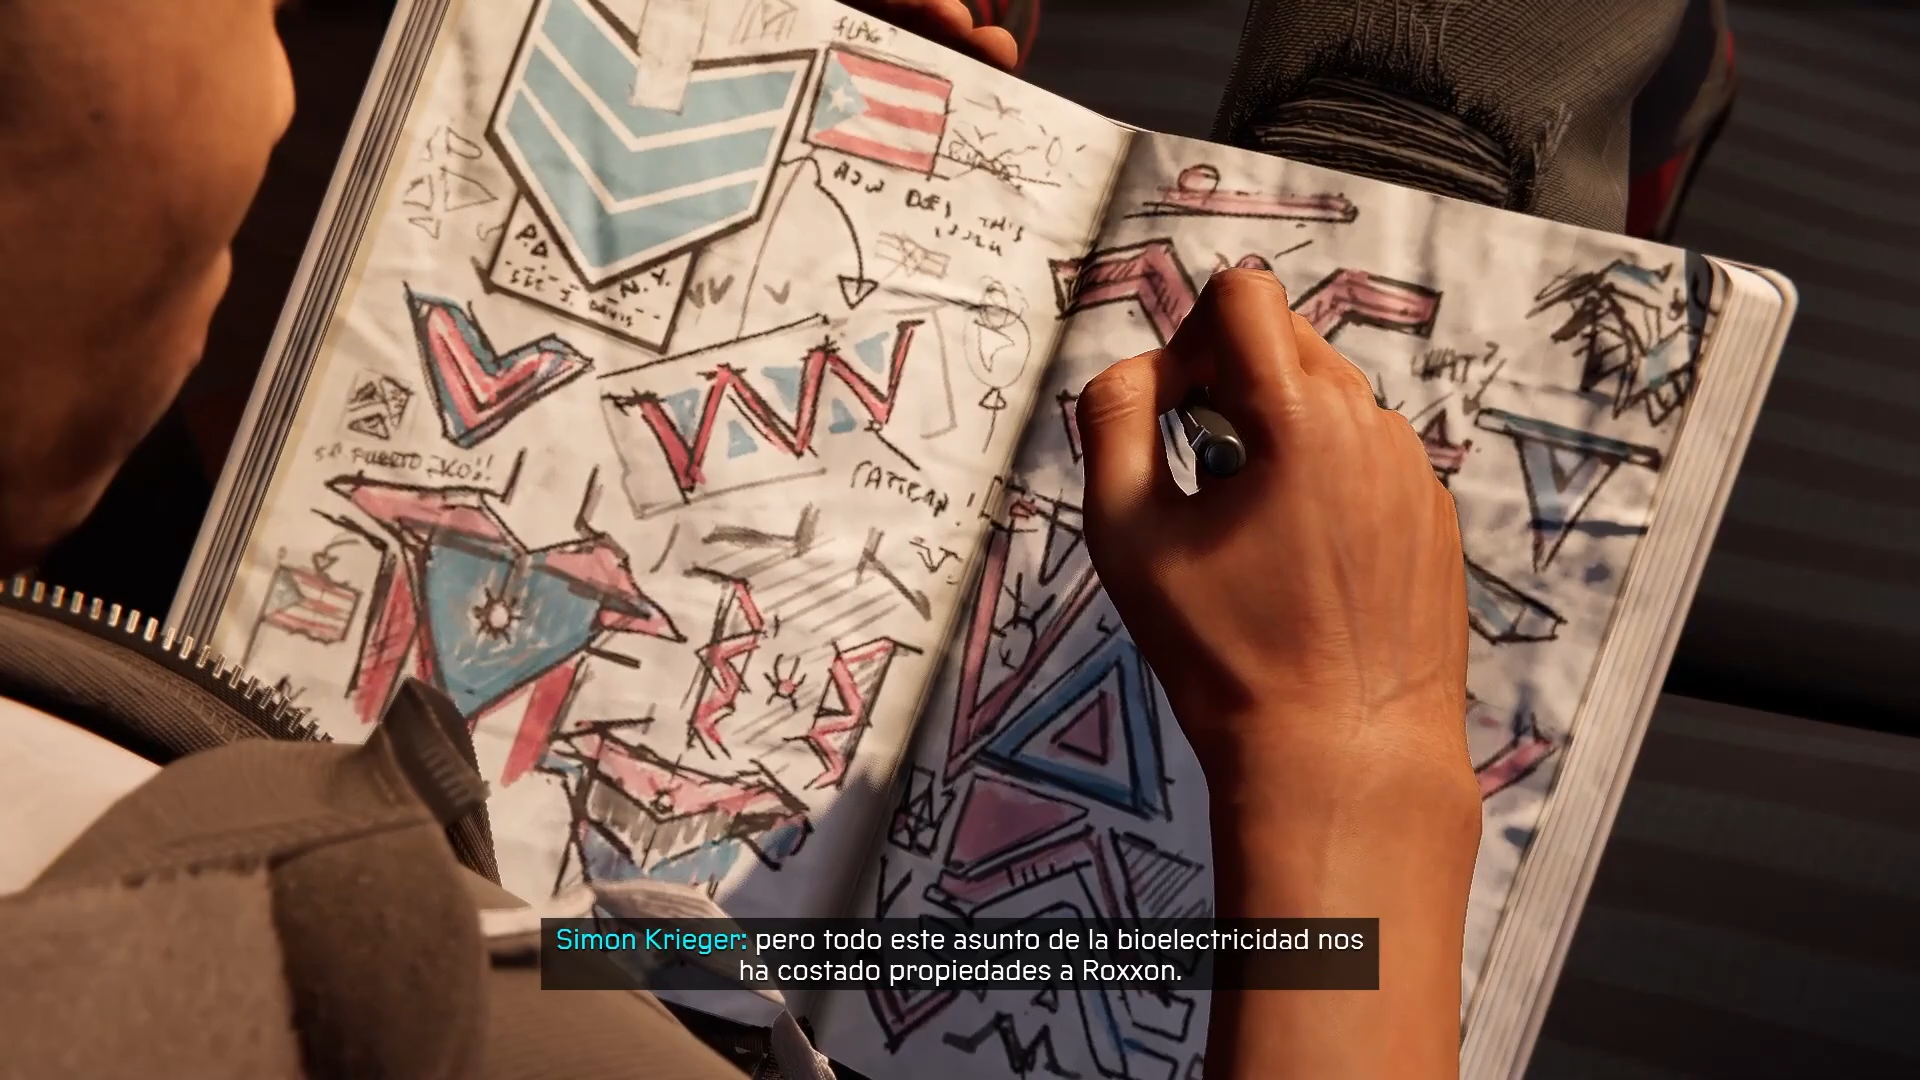 FLAG?
HOW DOES THIS
N.Y.
WHAT?
PATTERN!
Simon Krieger: pero todo este asunto de la bioelectricidad nos
ha costado propiedades a Roxxon.